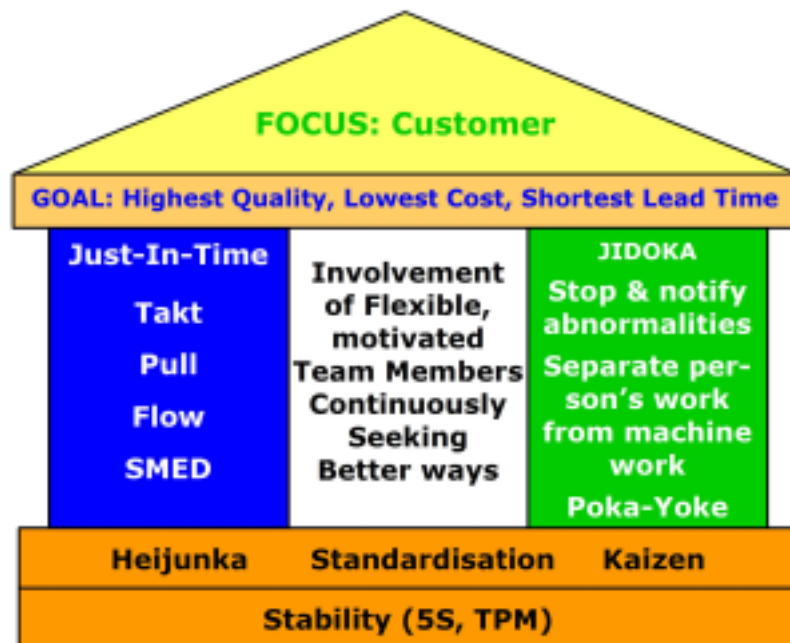 FOCUS: Customer
GOAL: Highest Quality, Lowest Cost, Shortest Lead Time
Just-In-Time
Takt
Pull
Flow
SMED
Involvement
of Flexible,
motivated
Team Members
Continuously
Seeking
Better ways
JIDOKA
Stop & notify
abnormalities
Separate per-
son's work
from machine
work
Poka-Yoke
Heijunka Standardisation Kaizen
Stability (5S, TPM)